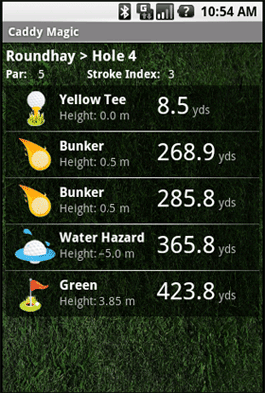 10:54 AM
Caddy Magic
Roundhay > Hole 4
Par: 5 Stroke Index: 3
Yellow Tee
Height: 0.0 m
8.5 yds
Bunker
Height: 0.5 m
268.9 yds
Bunker
Height: 0.5 m
285.8 yds
Water Hazard
Height: -5.0 m
365.8 yds
Green
Height: 3.85 m
423.8 yds